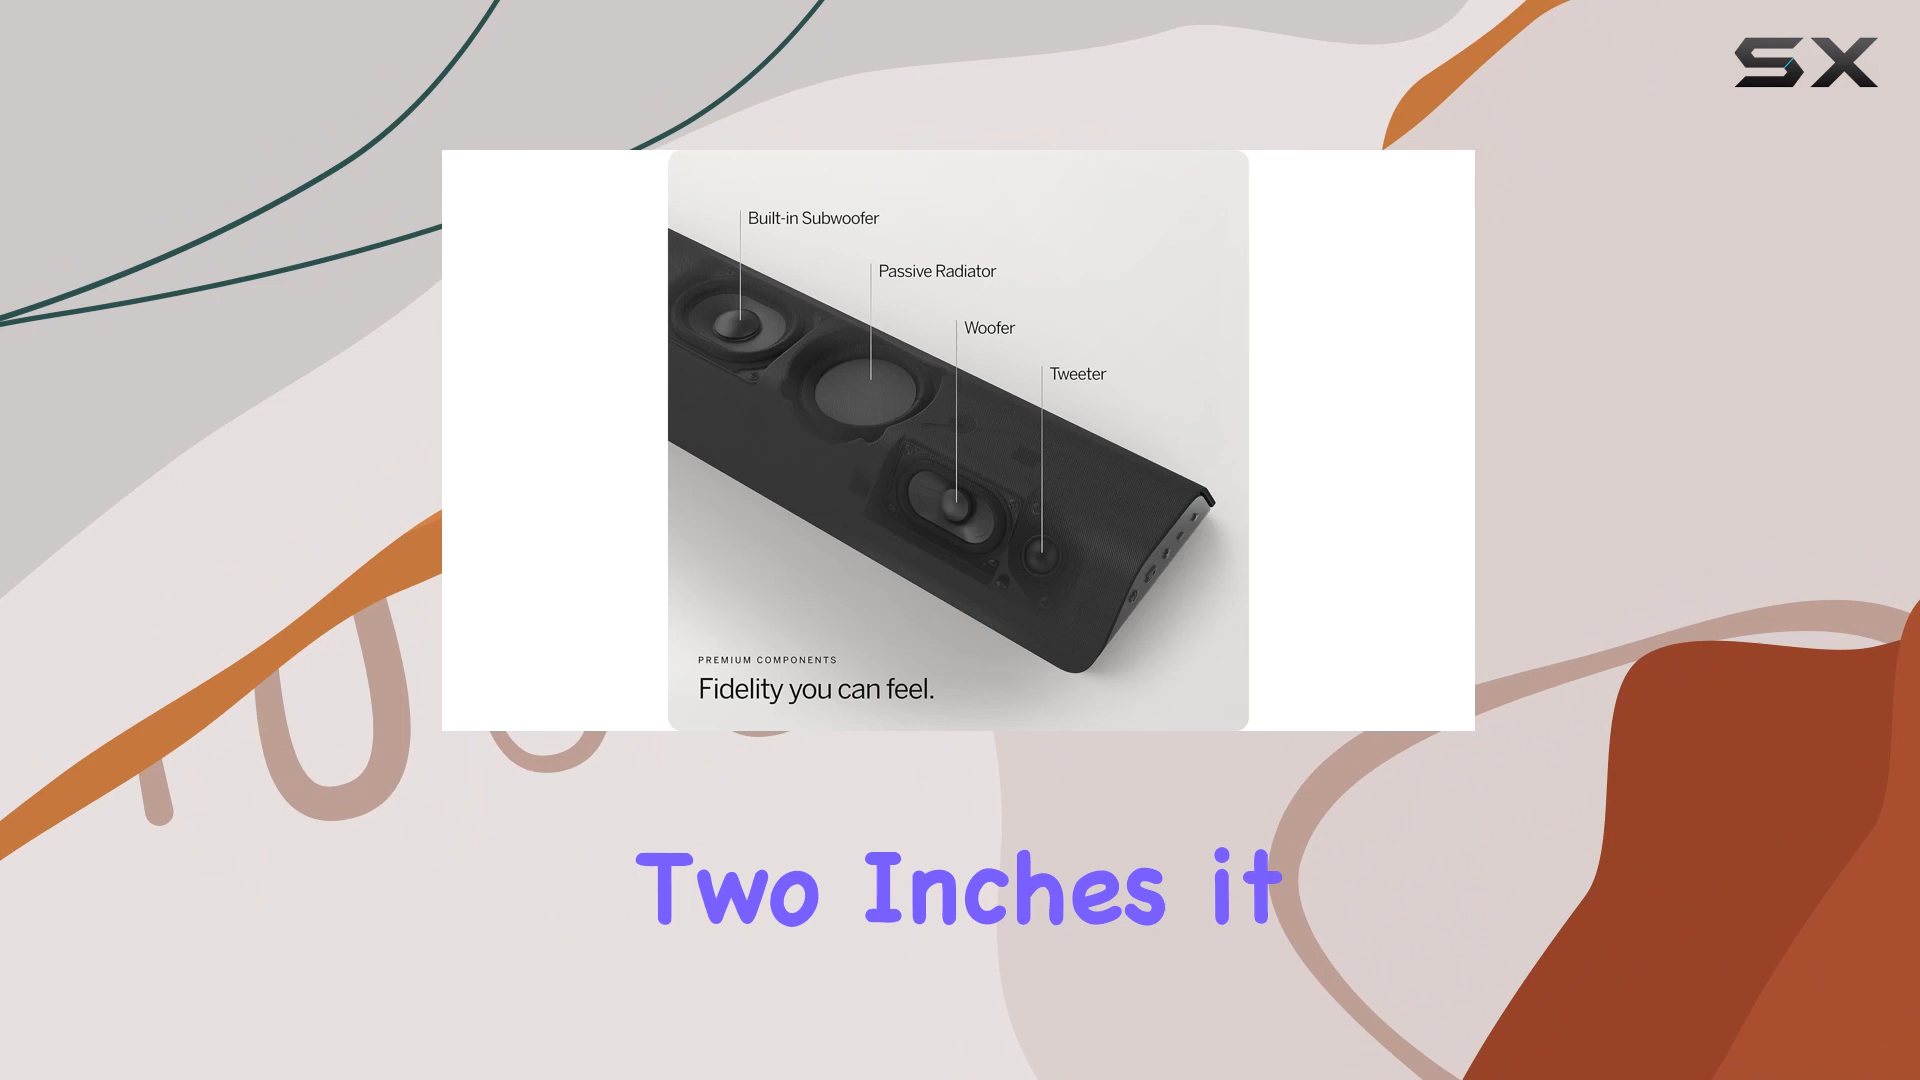 SX
Built-in Subwoofer
Passive Radiator
Woofer
Tweeter
PREMIUM COMPONENTS
Fidelity you can feel.
Two Inches it